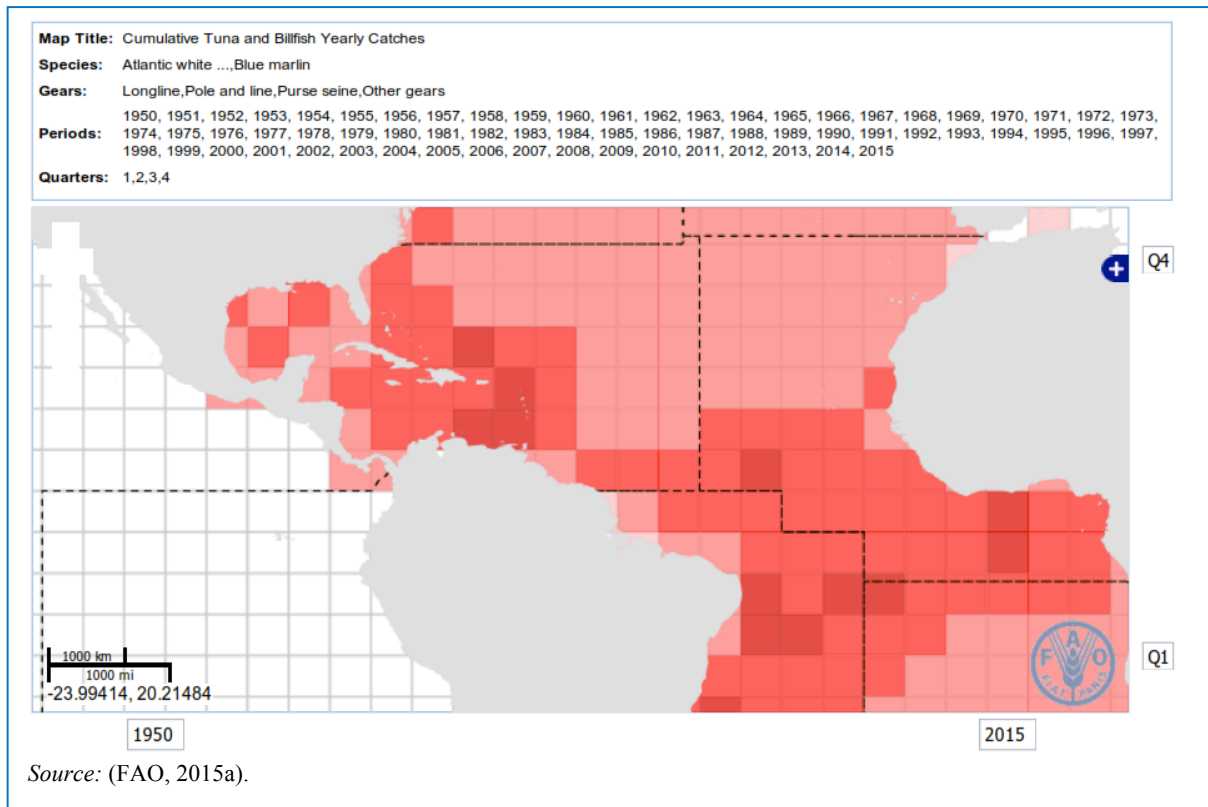 Map Title: Cumulative Tuna and Billfish Yearly Catches
Species: Atlantic white ...,Blue marlin
Gears: Longline,Pole and line,Purse seine,Other gears
1950, 1951, 1952, 1953, 1954, 1955, 1956, 1957, 1958, 1959, 1960, 1961, 1962, 1963, 1964, 1965, 1966, 1967, 1968, 1969, 1970, 1971, 1972, 1973,
Periods: 1974, 1975, 1976, 1977, 1978, 1979, 1980, 1981, 1982, 1983, 1984, 1985, 1986, 1987, 1988, 1989, 1990, 1991, 1992, 1993, 1994, 1995, 1996, 1997,
1998, 1999, 2000, 2001, 2002, 2003, 2004, 2005, 2006, 2007, 2008, 2009, 2010, 2011, 2012, 2013, 2014, 2015
Quarters: 1,2,3,4
Q4
+
F A O
FIAT PANIS
Q1
1000 km
1000 mi
-23.99414, 20.21484
1950
2015
Source: (FAO, 2015a).